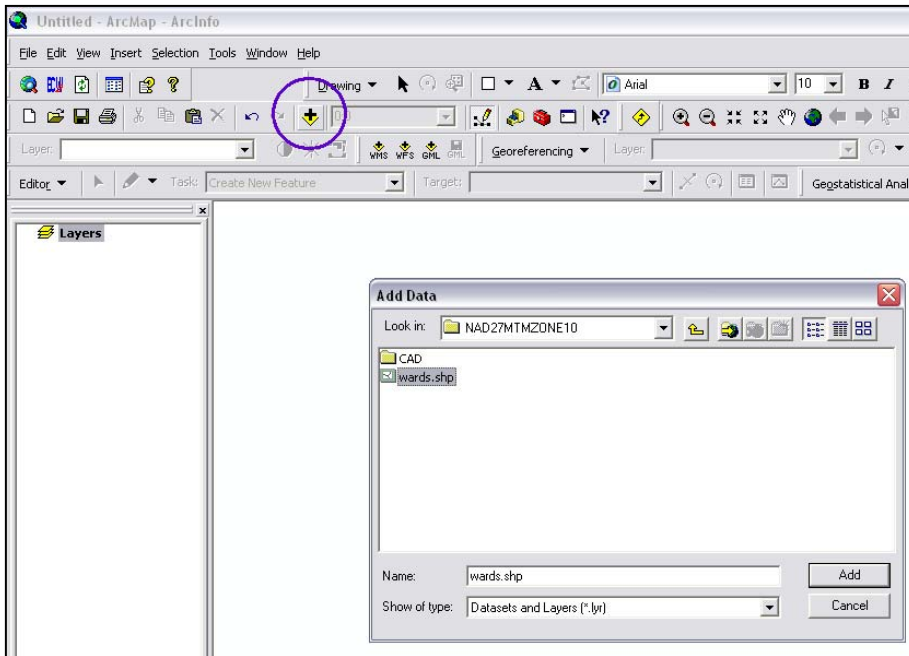 Untitled - ArcMap - ArcInfo
File Edit View Insert Selection Tools Window Help
Drawing A Arial 10 B I
Layer: WMS WFS GML GML Georeferencing Layer:
Editor Task: Create New Feature Target: Geostatistical Anal
Layers
Add Data
Look in: NAD27MTMZONE10
CAD
wards.shp
Name: wards.shp Add
Show of type: Datasets and Layers (*.lyr) Cancel